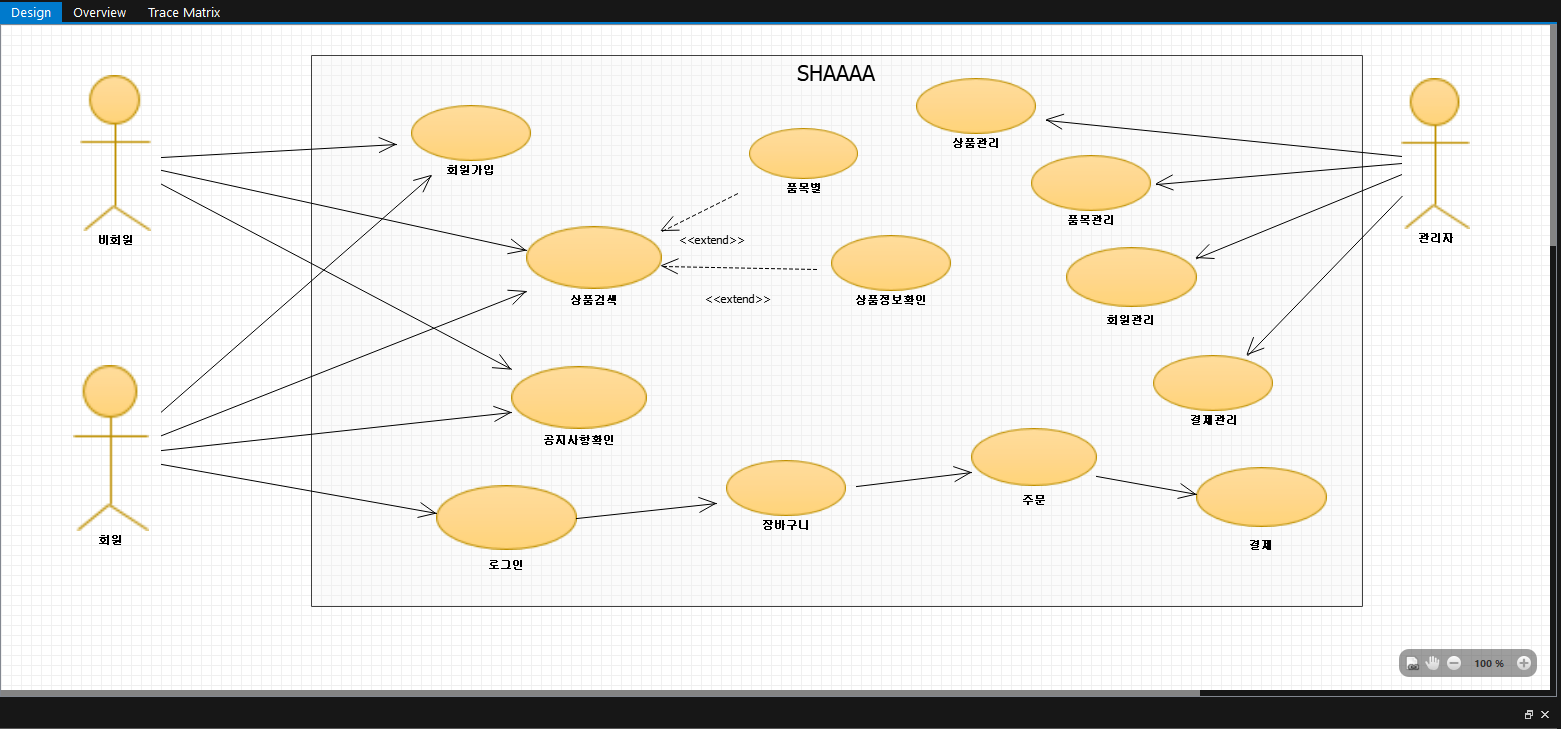 Design Overview Trace Matrix
SHAAAA
회원가입
상품관리
품목별
품목관리
비회원
관리자
<<extend>>
상품검색
<<extend>>
상품정보확인
회원관리
공지사항확인
결제관리
장바구니
주문
회원
로그인
결제
100 %